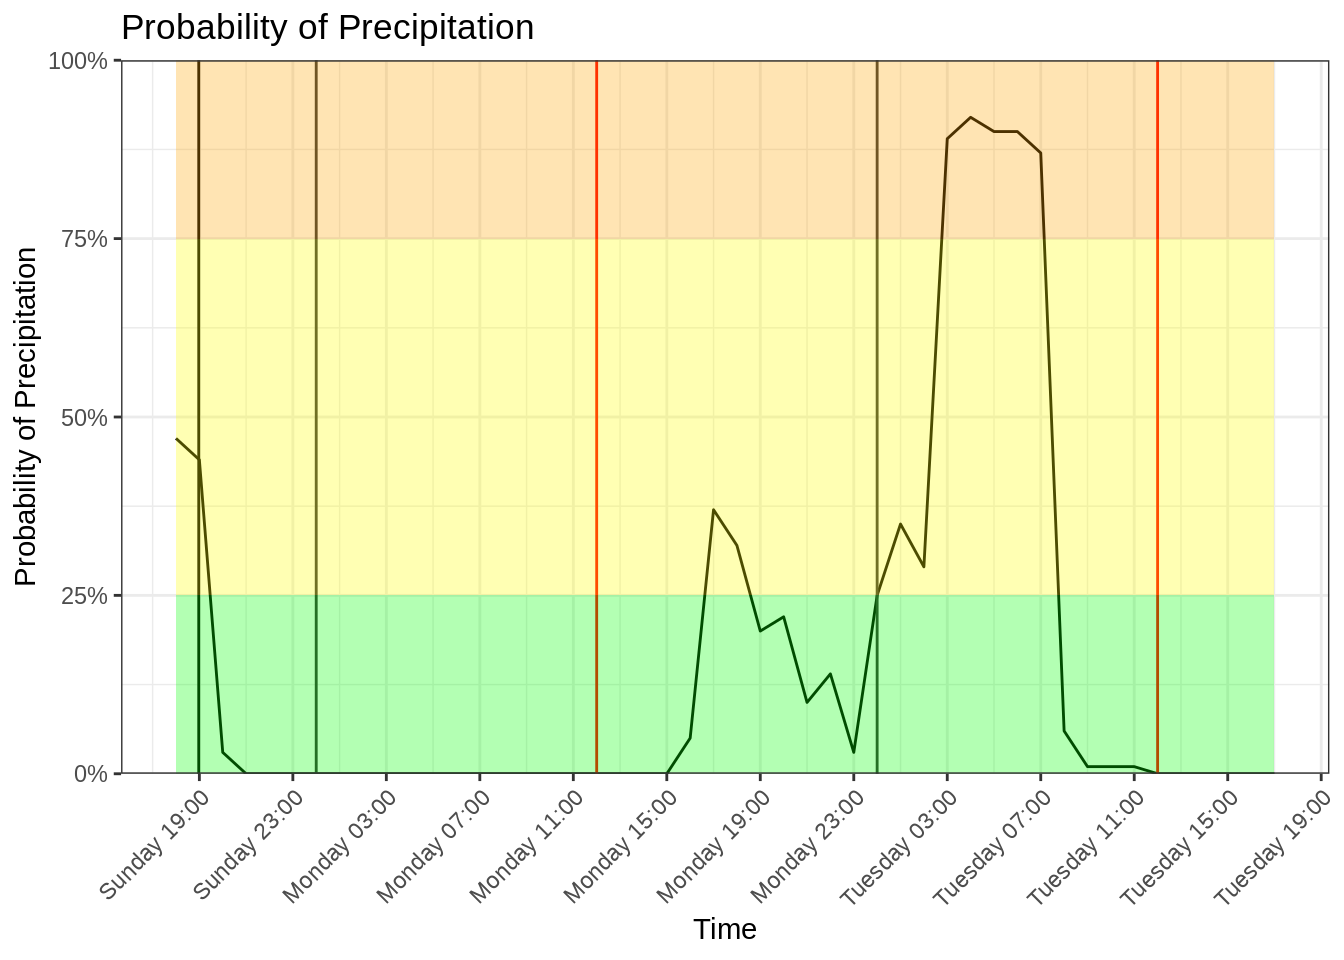 Probability of Precipitation
100%
75%
50%
25%
0%
Probability of Precipitation
Sunday 19:00
Sunday 23:00
Monday 03:00
Monday 07:00
Monday 11:00
Monday 15:00
Monday 19:00
Monday 23:00
Tuesday 03:00
Tuesday 07:00
Tuesday 11:00
Tuesday 15:00
Tuesday 19:00
Time